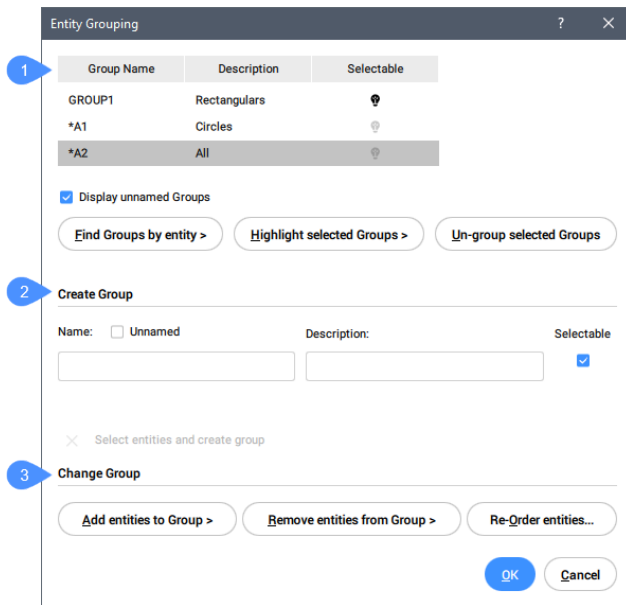 Entity Grouping ? ×
1 Group Name Description Selectable
GROUP1 Rectangulars
*A1 Circles
*A2 All
Display unnamed Groups
Find Groups by entity > Highlight selected Groups > Un-group selected Groups
2 Create Group
Name: Unnamed Description: Selectable
Select entities and create group
3 Change Group
Add entities to Group > Remove entities from Group > Re-Order entities...
OK Cancel